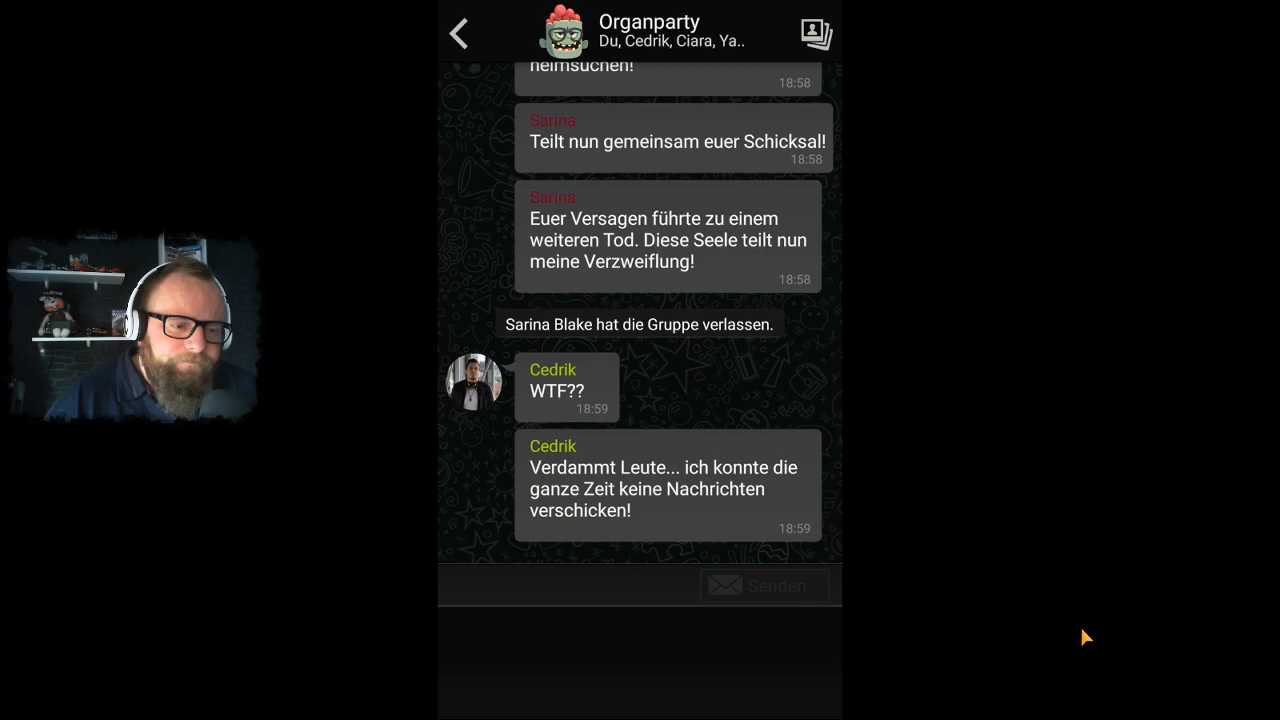 Organparty
Du, Cedrik, Ciara, Ya..
heimsuchen!
18:58
Sarina
Teilt nun gemeinsam euer Schicksal!
18:58
Sarina
Euer Versagen führte zu einem
weiteren Tod. Diese Seele teilt nun
meine Verzweiflung!
18:58
Sarina Blake hat die Gruppe verlassen.
Cedrik
WTF??
18:59
Cedrik
Verdammt Leute... ich konnte die
ganze Zeit keine Nachrichten
verschicken!
18:59
Senden